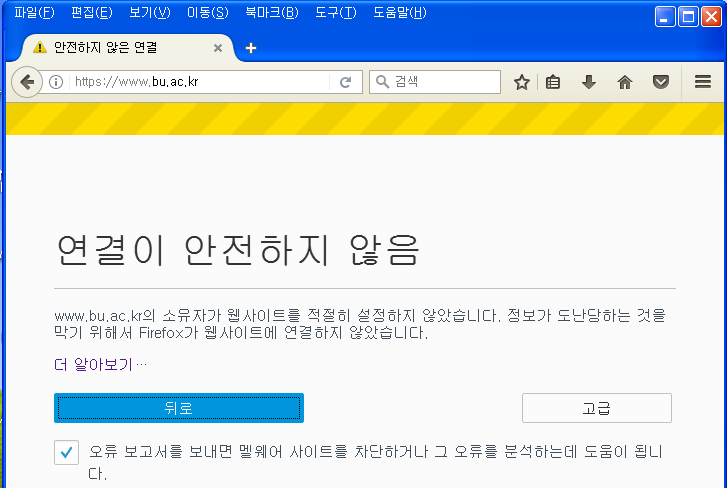 파일(F) 편집(E) 보기(V) 이동(S) 북마크(B) 도구(T) 도움말(H)
안전하지 않은 연결
https://www.bu.ac.kr 검색
연결이 안전하지 않음
www.bu.ac.kr의 소유자가 웹사이트를 적절히 설정하지 않았습니다. 정보가 도난당하는 것을
막기 위해서 Firefox가 웹사이트에 연결하지 않았습니다.
더 알아보기…
뒤로 고급
오류 보고서를 보내면 멜웨어 사이트를 차단하거나 그 오류를 분석하는데 도움이 됩니
다.